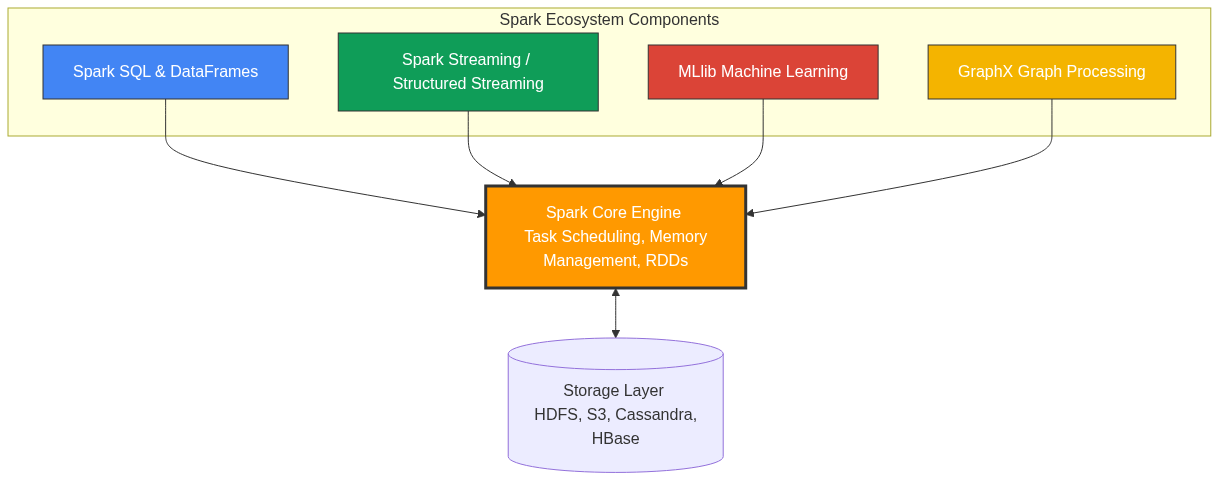 Spark Ecosystem Components
Spark SQL & DataFrames
Spark Streaming /
Structured Streaming
MLlib Machine Learning
GraphX Graph Processing
Spark Core Engine
Task Scheduling, Memory
Management, RDDs
Storage Layer
HDFS, S3, Cassandra,
HBase